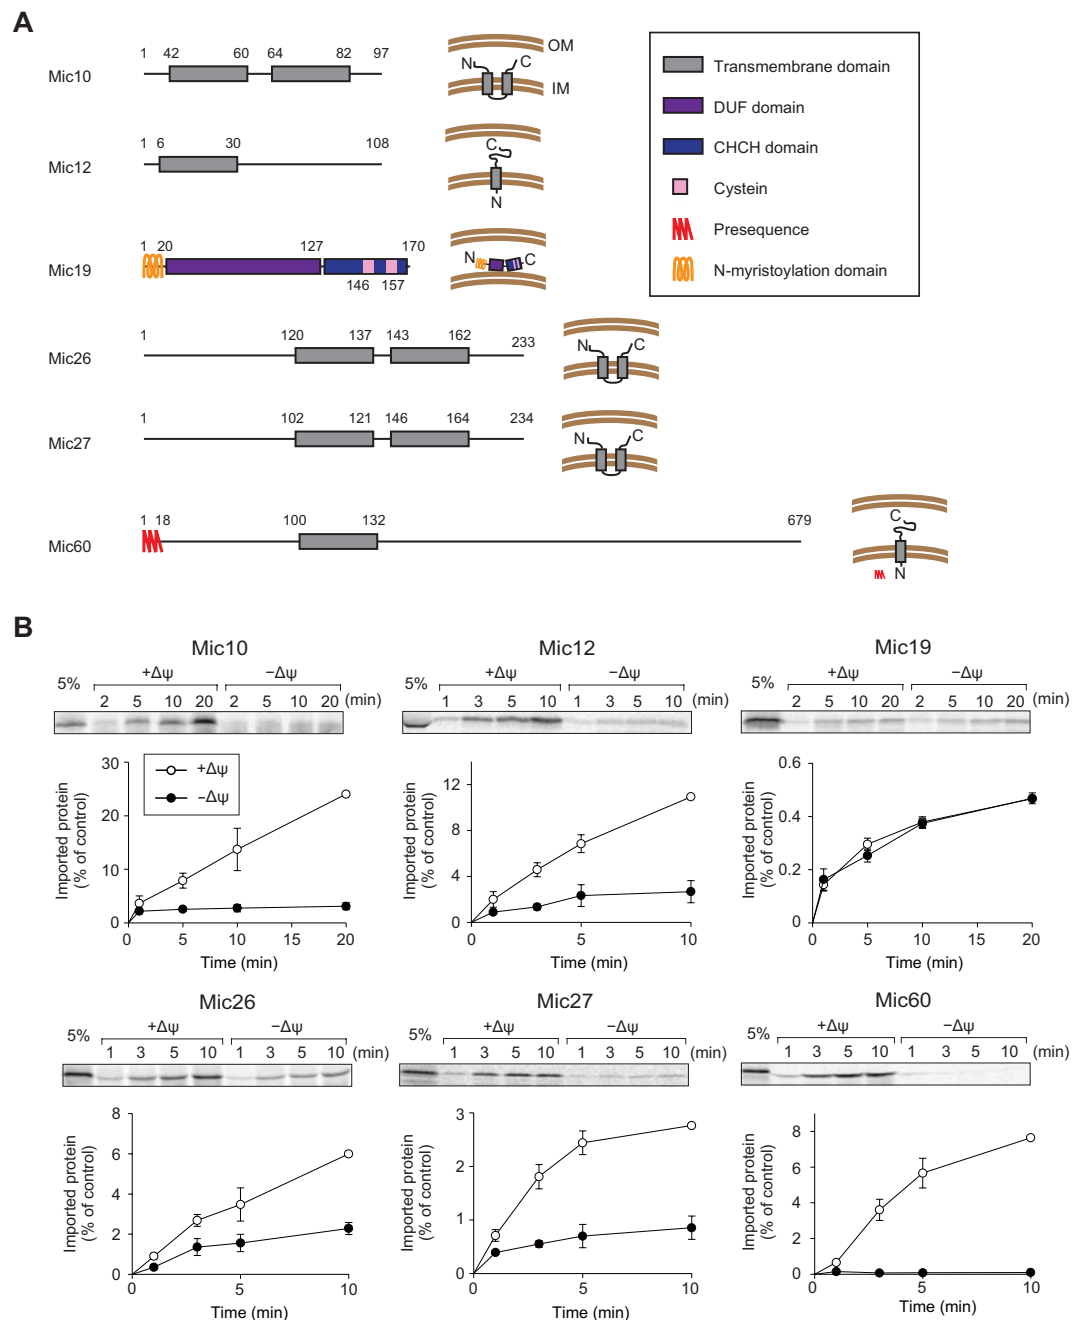 A
Mic10
1 42 60 64 82 97
N C OM
IM
Mic12
1 6 30 108
C
N
Mic19
1 20 127 170
146 157
N C
Mic26
1 120 137 143 162 233
N C
Mic27
1 102 121 146 164 234
N C
Mic60
1 18 100 132 679
C
N
Transmembrane domain
DUF domain
CHCH domain
Cystein
Presequence
N-myristoylation domain
B
Mic10
5% +Δψ −Δψ
2 5 10 20 2 5 10 20 (min)
+Δψ
−Δψ
Imported protein
(% of control)
30
20
10
0
0 5 10 15 20
Time (min)
Mic12
5% +Δψ −Δψ
1 3 5 10 1 3 5 10 (min)
Imported protein
(% of control)
12
8
4
0
0 5 10
Time (min)
Mic19
5% +Δψ −Δψ
2 5 10 20 2 5 10 20 (min)
Imported protein
(% of control)
0.6
0.4
0.2
0
0 5 10 15 20
Time (min)
Mic26
5% +Δψ −Δψ
1 3 5 10 1 3 5 10 (min)
Imported protein
(% of control)
8
6
4
2
0
0 5 10
Time (min)
Mic27
5% +Δψ −Δψ
1 3 5 10 1 3 5 10 (min)
Imported protein
(% of control)
3
2
1
0
0 5 10
Time (min)
Mic60
5% +Δψ −Δψ
1 3 5 10 1 3 5 10 (min)
Imported protein
(% of control)
8
6
4
2
0
0 5 10
Time (min)